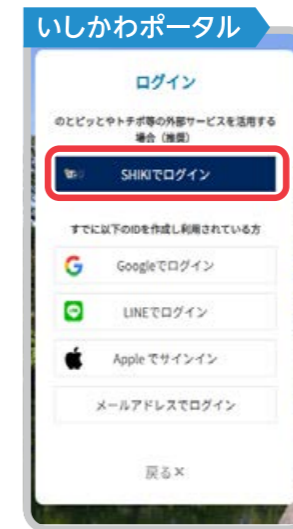 いしかわポータル
ログイン
のとピッとやトチポ等の外部サービスを活用する
場合（推奨）
SHIKIでログイン
すでに以下のIDを作成し利用されている方
Googleでログイン
LINEでログイン
Apple でサインイン
メールアドレスでログイン
戻る×